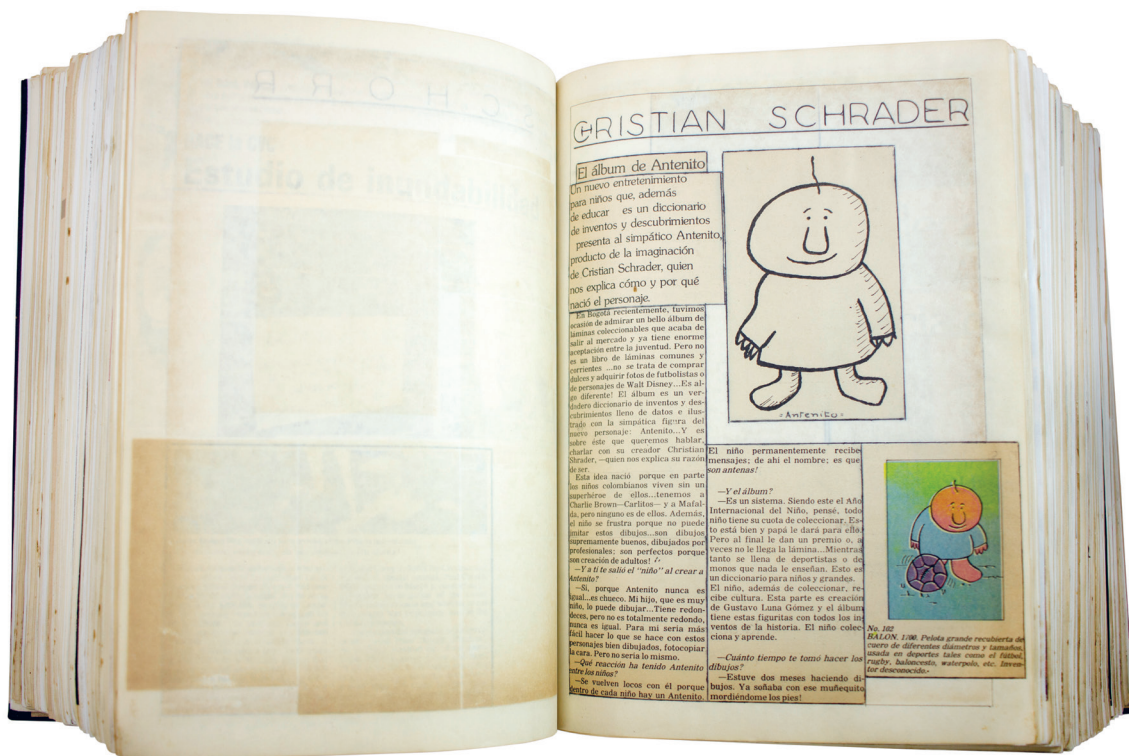 CHRISTIAN SCHRADER
El álbum de Antenito
Un nuevo entretenimiento
para niños que, además
de educar es un diccionario
de inventos y descubrimientos
presenta al simpático Antenito,
producto de la imaginación
de Cristian Schrader, quien
nos explica cómo y por qué
nació el personaje.
En Bogotá recientemente, tuvimos
ocasión de admirar un bello álbum de
láminas coleccionables que acaba de
salir al mercado y ya tiene enorme
aceptación entre la juventud. Pero no
es un libro de láminas comunes y
corrientes ...no se trata de comprar
dulces y adquirir fotos de futbolistas o
de personajes de Walt Disney...Es al-
go diferente! El álbum es un ver-
dadero diccionario de inventos y des-
cubrimientos lleno de datos e ilus-
trado con la simpática figura del
nuevo personaje: Antenito...Y es
sobre éste que queremos hablar,
charlar con su creador Christian
Shrader, —quien nos explica su razón
de ser.
Esta idea nació porque en parte
los niños colombianos viven sin un
superhéroe de ellos...tenemos a
Charlie Brown—Carlitos— y a Mafal-
da, pero ninguno es de ellos. Además,
el niño se frustra porque no puede
imitar estos dibujos...son dibujos
supremamente buenos, dibujados por
profesionales; son perfectos porque
son creación de adultos!
—Y a ti te salió el "niño" al crear a
Antenito?
—Sí, porque Antenito nunca es
igual...es chueco. Mi hijo, que es muy
niño, lo puede dibujar...Tiene redon-
deces, pero no es totalmente redondo,
nunca es igual. Para mi sería más
fácil hacer lo que se hace con estos
personajes bien dibujados, fotocopiar
la cara. Pero no sería lo mismo.
—Qué reacción ha tenido Antenito
entre los niños?
—Se vuelven locos con él porque
dentro de cada niño hay un Antenito.
-Antenito-
El niño permanentemente recibe
mensajes; de ahí el nombre; es que
son antenas!
—Y el álbum?
—Es un sistema. Siendo este el Año
Internacional del Niño, pensé, todo
niño tiene su cuota de coleccionar. Es-
to está bien y papá le dará para ello.
Pero al final le dan un premio o, a
veces no le llega la lámina...Mientras
tanto se llena de deportistas o de
monos que nada le enseñan. Esto es
un diccionario para niños y grandes.
El niño, además de coleccionar, re-
cibe cultura. Esta parte es creación
de Gustavo Luna Gómez y el álbum
tiene estas figuritas con todos los in-
ventos de la historia. El niño colec
ciona y aprende.
—Cuánto tiempo te tomó hacer los
dibujos?
—Estuve dos meses haciendo di-
bujos. Ya soñaba con ese muñequito
mordiéndome los pies!
No. 162
BALON. Pelota grande recubierta de
cuero de diferentes diámetros y tamaños,
usada en deportes tales como el fútbol,
rugby, baloncesto, waterpolo, etc. Inven-
tor desconocido.-